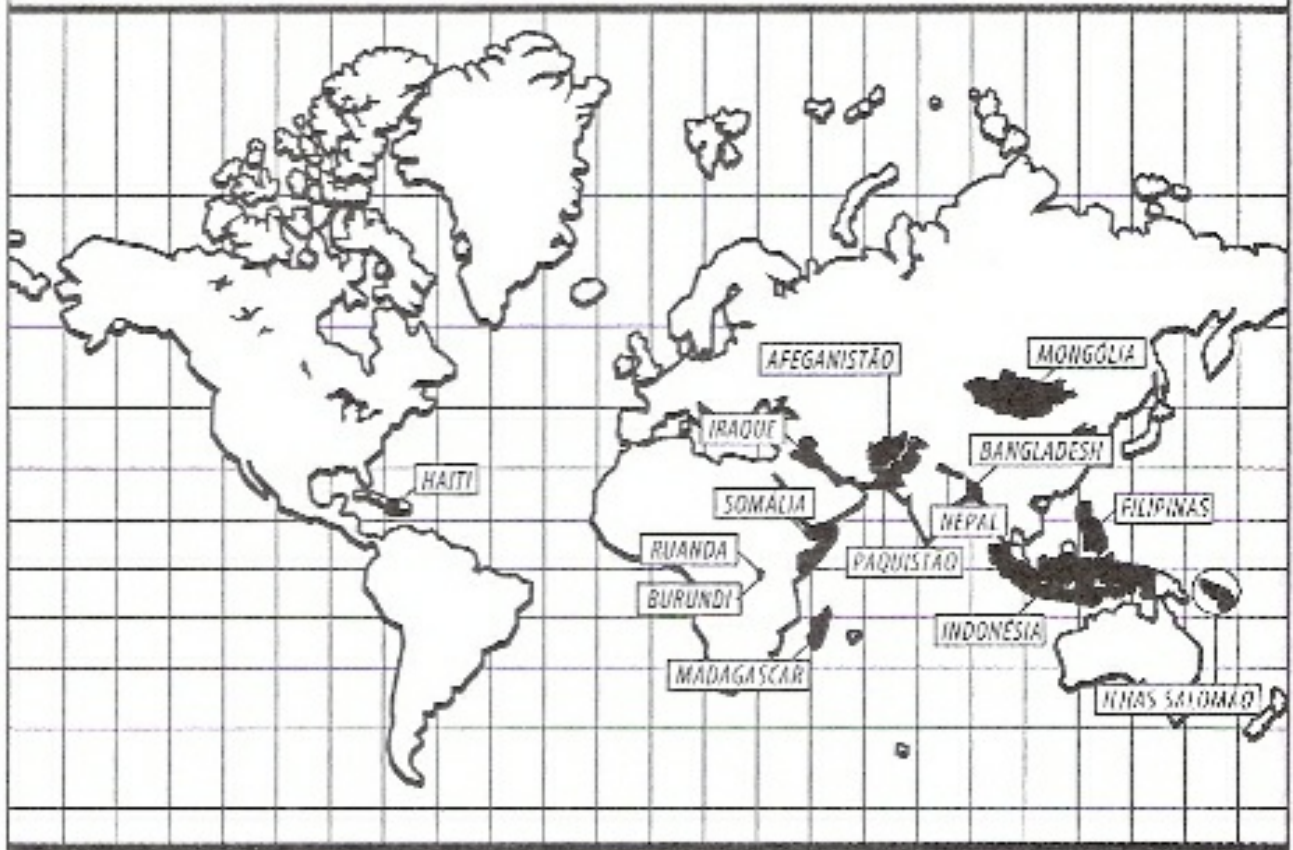 MONGÓLIA
AFEGANISTÃO
IRAQUE
BANGLADESH
HAITI
SOMÁLIA
FILIPINAS
NEPAL
RUANDA
PAQUISTÃO
BURUNDI
INDONÉSIA
MADAGASCAR
ILHAS SALOMÃO